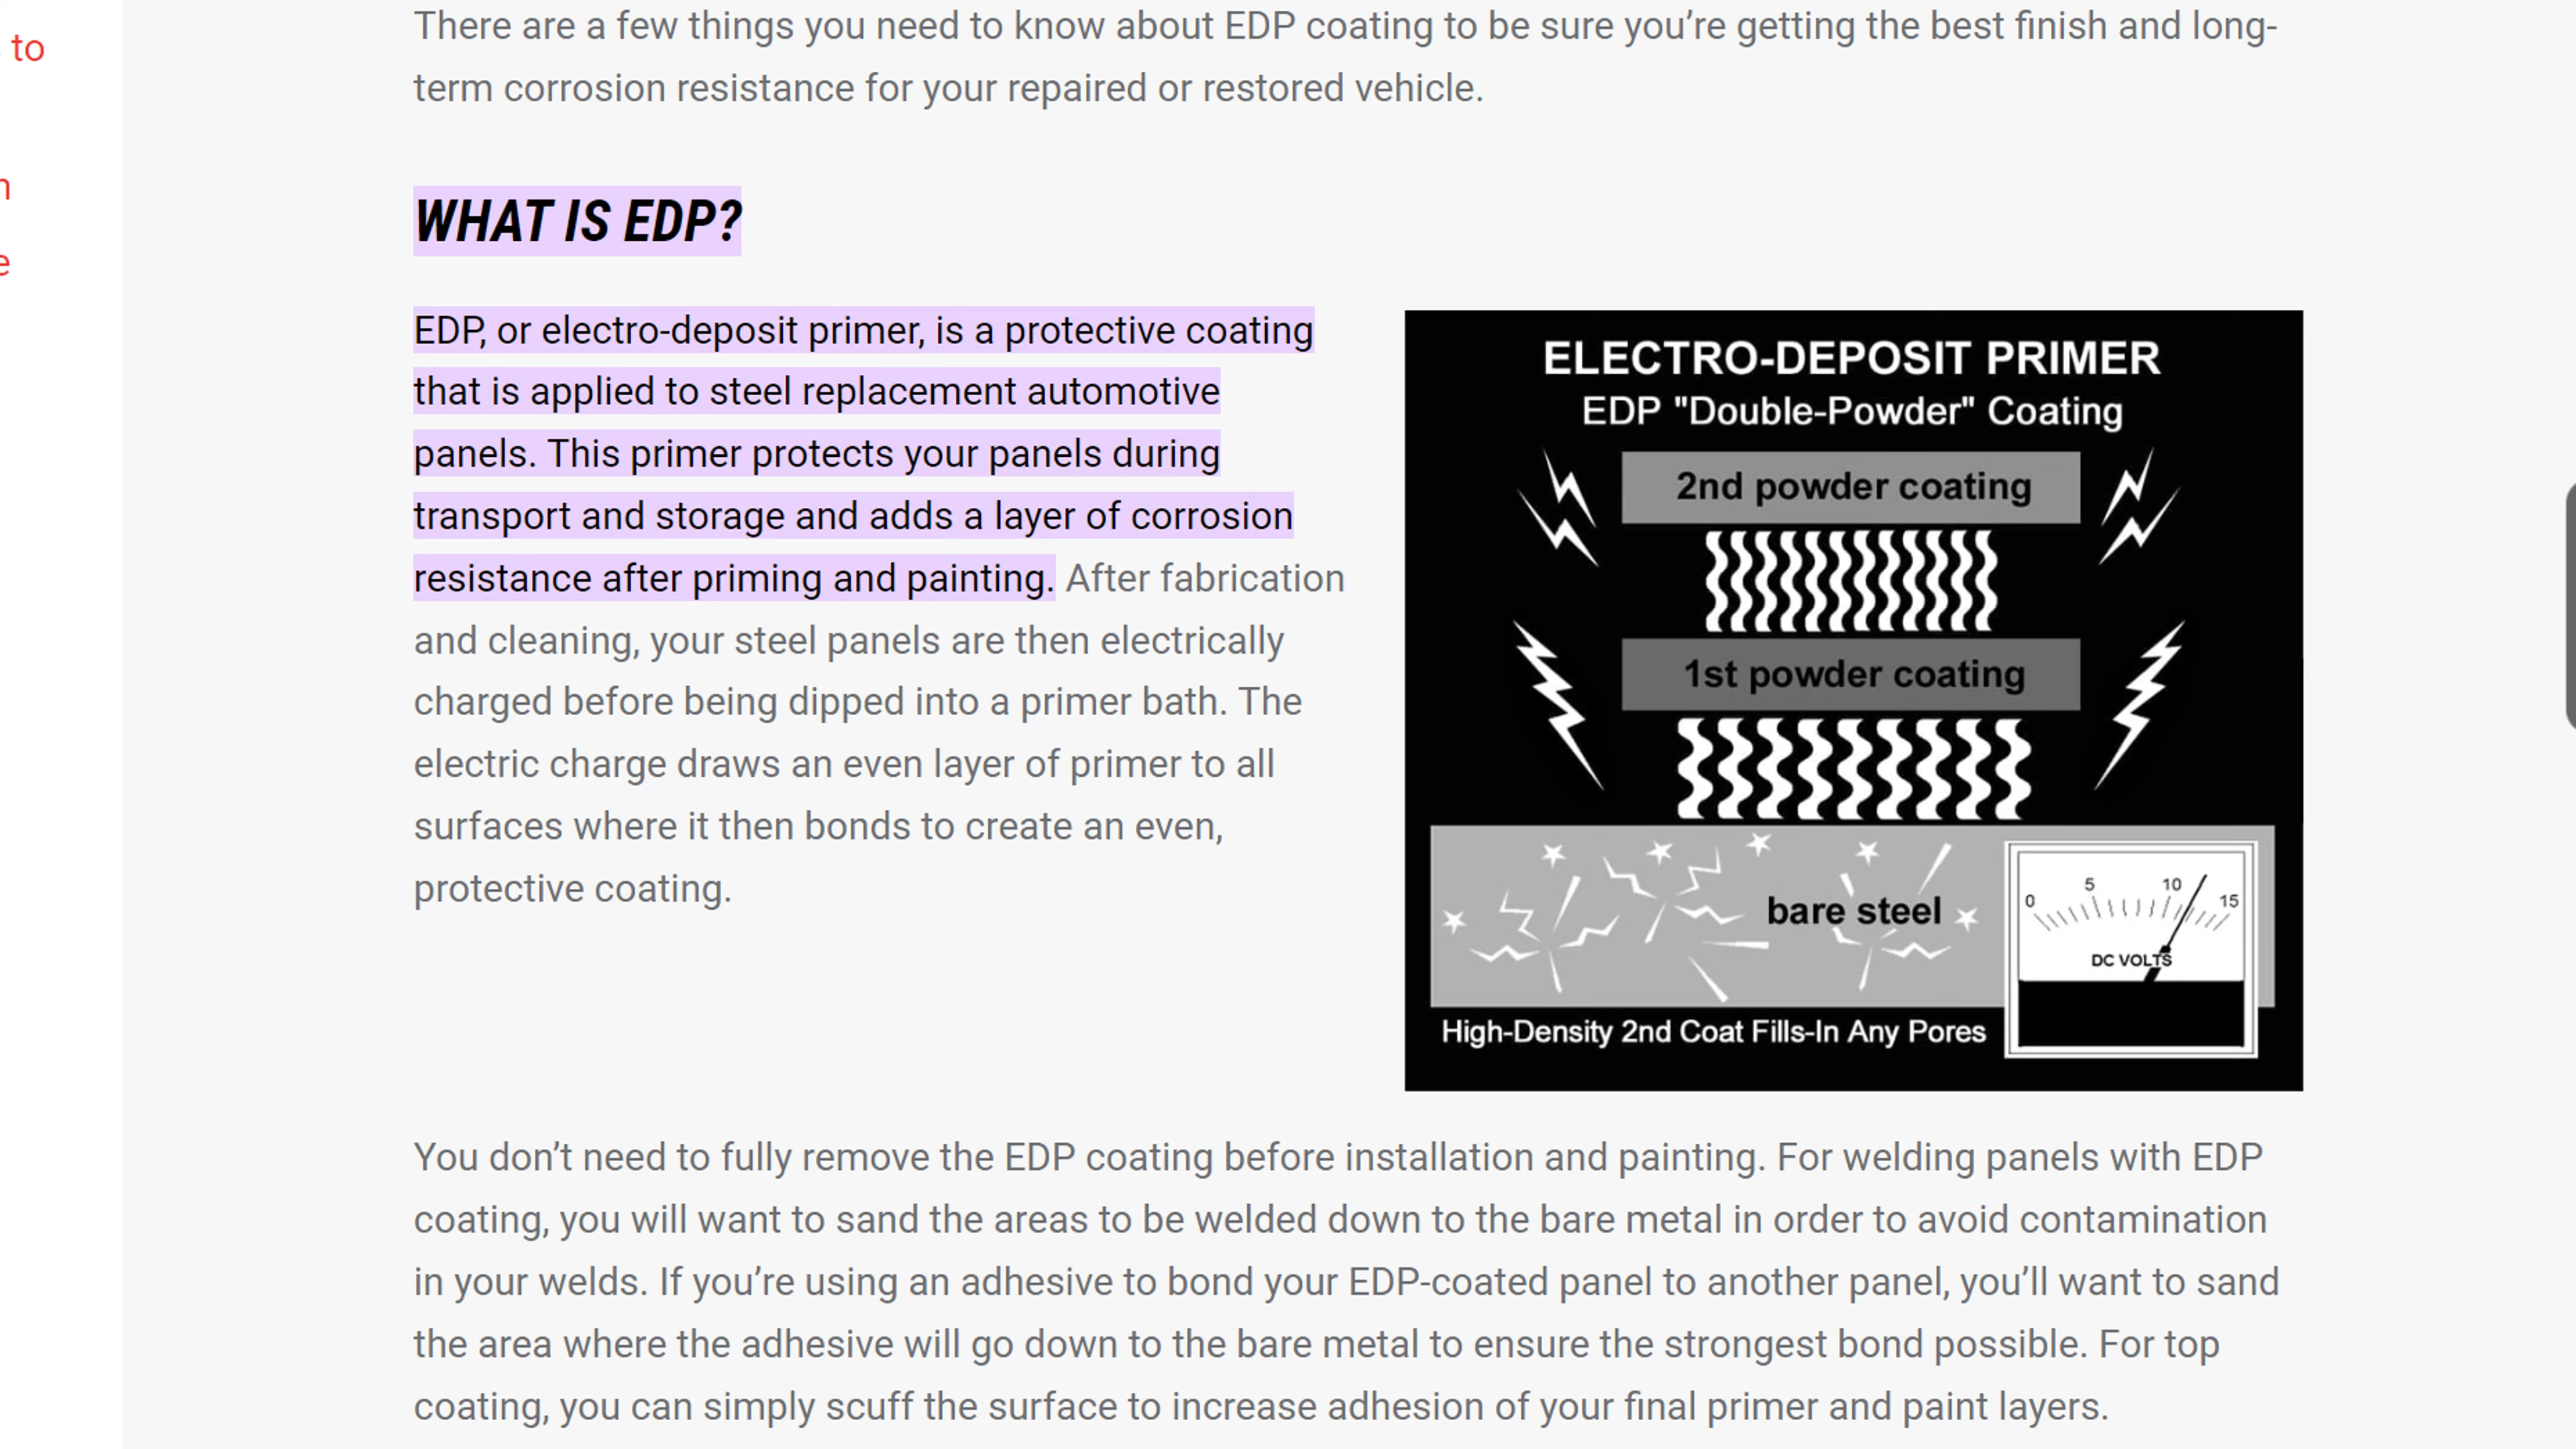 to
n
e
There are a few things you need to know about EDP coating to be sure you’re getting the best finish and long-
term corrosion resistance for your repaired or restored vehicle.
WHAT IS EDP?
EDP, or electro-deposit primer, is a protective coating
that is applied to steel replacement automotive
panels. This primer protects your panels during
transport and storage and adds a layer of corrosion
resistance after priming and painting. After fabrication
and cleaning, your steel panels are then electrically
charged before being dipped into a primer bath. The
electric charge draws an even layer of primer to all
surfaces where it then bonds to create an even,
protective coating.
ELECTRO-DEPOSIT PRIMER
EDP "Double-Powder" Coating
2nd powder coating
1st powder coating
bare steel
0 5 10 15
DC VOLTS
High-Density 2nd Coat Fills-In Any Pores
You don’t need to fully remove the EDP coating before installation and painting. For welding panels with EDP
coating, you will want to sand the areas to be welded down to the bare metal in order to avoid contamination
in your welds. If you’re using an adhesive to bond your EDP-coated panel to another panel, you’ll want to sand
the area where the adhesive will go down to the bare metal to ensure the strongest bond possible. For top
coating, you can simply scuff the surface to increase adhesion of your final primer and paint layers.